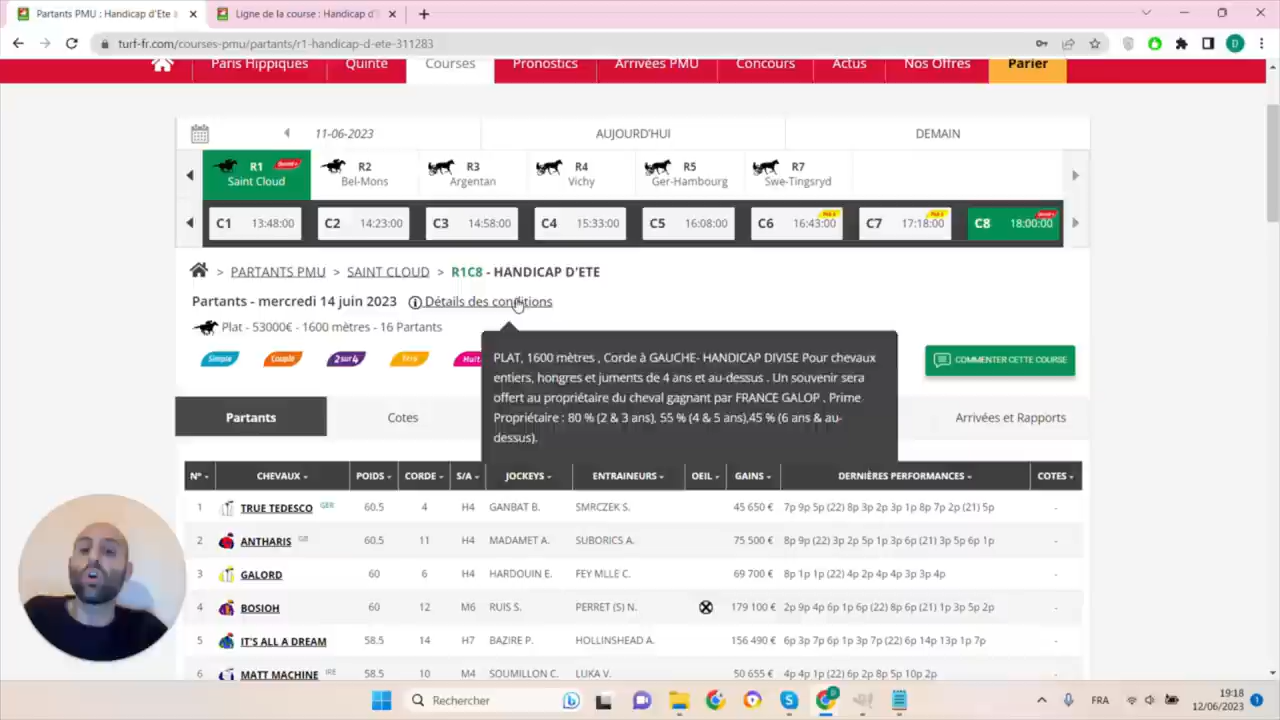 Partants PMU : Handicap d'Ete
Ligne de la course : Handicap d'
turf-fr.com/courses-pmu/partants/r1-handicap-d-ete-311283
D
Paris Hippiques Quinté Courses Pronostics Arrivées PMU Concours Actus Nos Offres Parier
11-06-2023 AUJOURD'HUI DEMAIN
R1 R2 R3 R4 R5 R7
Saint Cloud Bel-Mons Argentan Vichy Ger-Hambourg Swe-Tingsryd
C1 13:48:00 C2 14:23:00 C3 14:58:00 C4 15:33:00 C5 16:08:00 C6 16:43:00 C7 17:18:00 C8 18:00:00
> PARTANTS PMU > SAINT CLOUD > R1C8 - HANDICAP D'ETE
Partants - mercredi 14 juin 2023 Détails des conditions
Plat - 53000€ - 1600 mètres - 16 Partants
Simple Couplé 2 sur 4 Multi
PLAT, 1600 mètres , Corde à GAUCHE- HANDICAP DIVISE Pour chevaux
entiers, hongres et juments de 4 ans et au-dessus . Un souvenir sera
offert au propriétaire du cheval gagnant par FRANCE GALOP . Prime
Propriétaire : 80 % (2 & 3 ans), 55 % (4 & 5 ans),45 % (6 ans & au-
dessus).
COMMENTER CETTE COURSE
Partants Cotes Arrivées et Rapports
N° CHEVAUX POIDS CORDE S/A JOCKEYS ENTRAINEURS OEIL GAINS DERNIÈRES PERFORMANCES COTES
1 TRUE TEDESCO GER 60.5 4 H4 GANBAT B. SMRCZEK S. 45 650 € 7p 9p 5p (22) 8p 3p 2p 3p 1p 8p 7p 2p (21) 5p -
2 ANTHARIS GB 60.5 11 H4 MADAMET A. SUBORICS A. 75 500 € 8p 9p (22) 3p 2p 5p 1p 3p 6p (21) 3p 5p 6p 1p -
3 GALORD 60 6 H4 HARDOUIN E. FEY MLLE C. 69 700 € 8p 1p 1p (22) 4p 2p 4p 4p 3p 3p 4p -
4 BOSIOH 60 12 M6 RUIS S. PERRET (S) N. 179 100 € 2p 9p 4p 6p 1p 6p (22) 8p 6p (21) 1p 3p 5p 2p -
5 IT'S ALL A DREAM 58.5 14 H7 BAZIRE P. HOLLINSHEAD A. 156 490 € 6p 3p 7p 6p 1p 3p 7p (22) 6p 14p 13p 1p 7p -
6 MATT MACHINE IRE 58.5 10 M4 SOUMILLON C. LUKA V. 50 655 € 4p 4p 1p (22) 6p 2p 8p 5p 10p 2p -
Rechercher FRA 19:18
12/06/2023